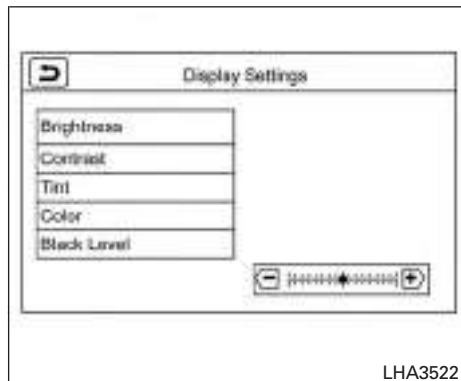 Display Settings
Brightness
Contrast
Tint
Color
Black Level
− +
LHA3522